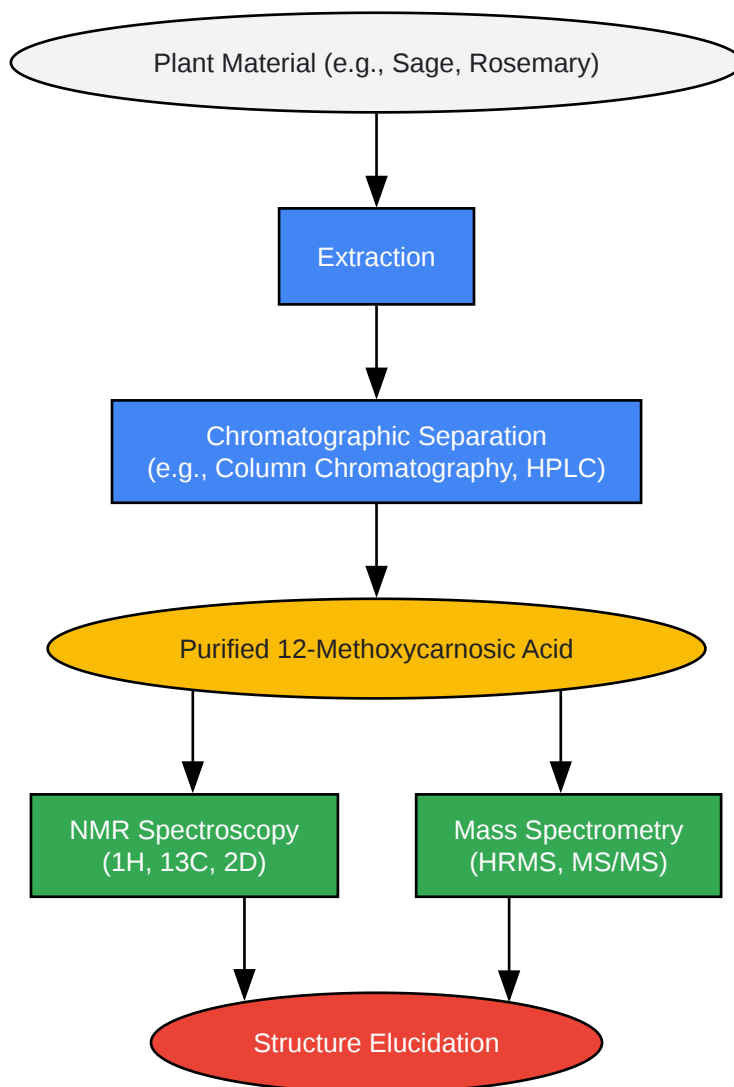 Plant Material (e.g., Sage, Rosemary)
Extraction
Chromatographic Separation
(e.g., Column Chromatography, HPLC)
Purified 12-Methoxycarnosic Acid
NMR Spectroscopy
(1H, 13C, 2D)
Mass Spectrometry
(HRMS, MS/MS)
Structure Elucidation